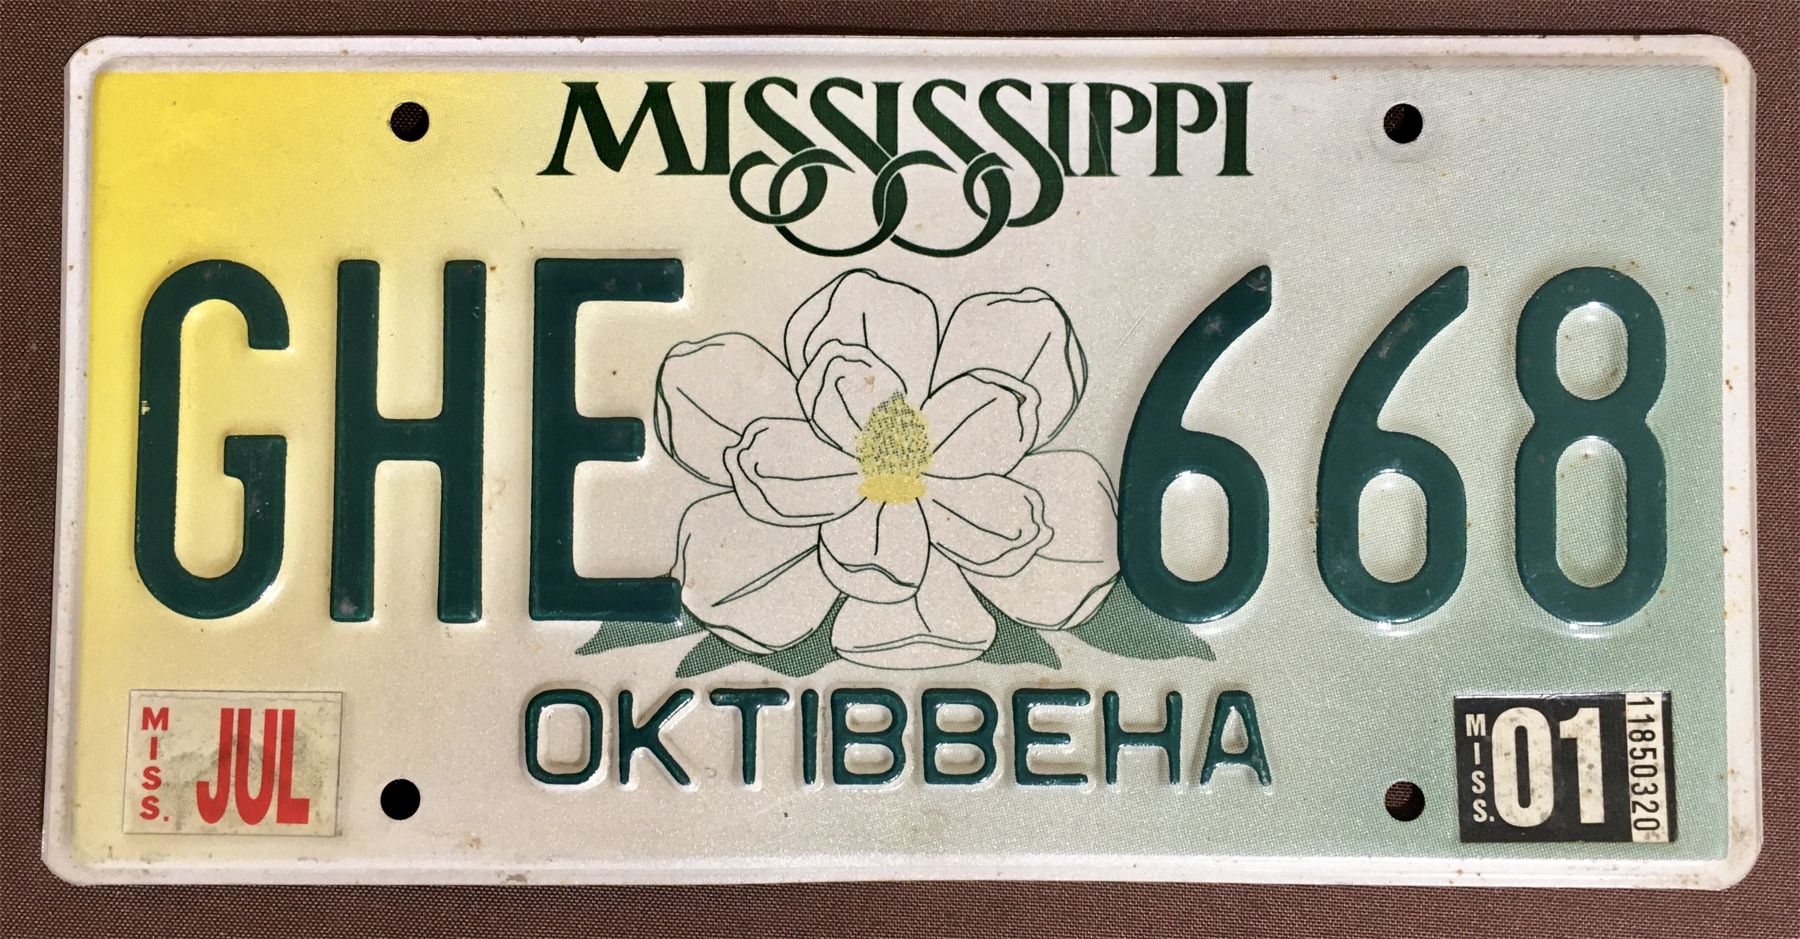 MISSISSIPPI
GHE 668
OKTIBBEHA
MISS. JUL
MISS. 01 11850320